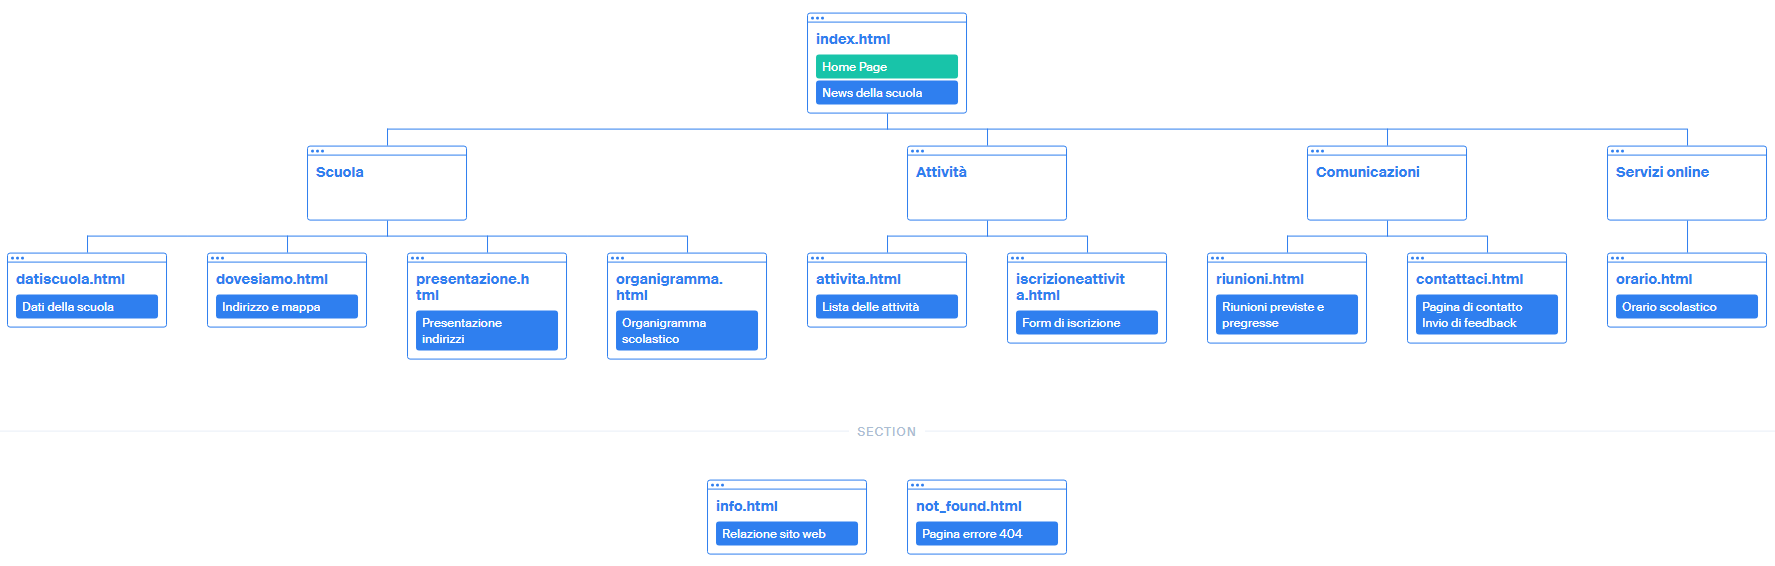 index.html
Home Page
News della scuola
Scuola
Attività
Comunicazioni
Servizi online
datiscuola.html
Dati della scuola
dovesiamo.html
Indirizzo e mappa
presentazione.h
tml
Presentazione
indirizzi
organigramma.
html
Organigramma
scolastico
attivita.html
Lista delle attività
iscrizioneattivit
a.html
Form di iscrizione
riunioni.html
Riunioni previste e
pregresse
contattaci.html
Pagina di contatto
Invio di feedback
orario.html
Orario scolastico
SECTION
info.html
Relazione sito web
not_found.html
Pagina errore 404